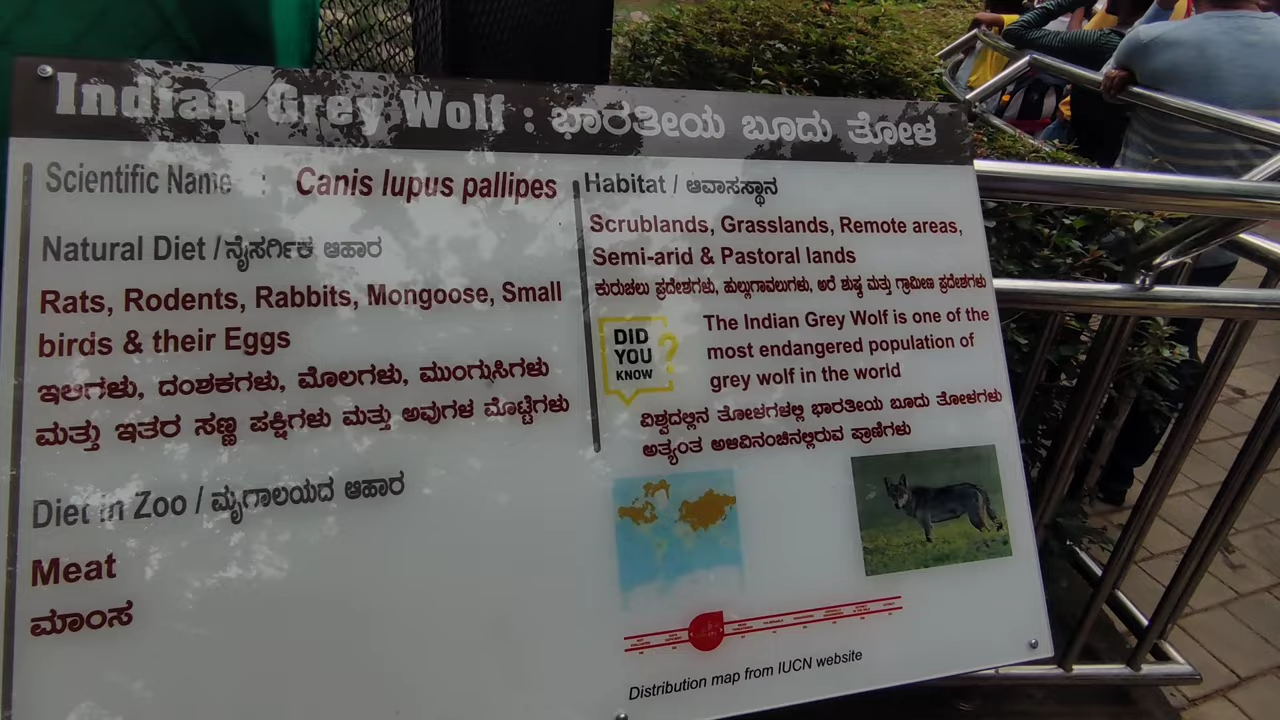 Indian Grey Wolf : ಭಾರತೀಯ ಬೂದು ತೋಳ
Scientific Name : Canis lupus pallipes
Natural Diet / ನೈಸರ್ಗಿಕ ಆಹಾರ
Rats, Rodents, Rabbits, Mongoose, Small
birds & their Eggs
ಇಲಿಗಳು, ದಂಶಕಗಳು, ಮೊಲಗಳು, ಮುಂಗುಸಿಗಳು
ಮತ್ತು ಇತರ ಸಣ್ಣ ಪಕ್ಷಿಗಳು ಮತ್ತು ಅವುಗಳ ಮೊಟ್ಟೆಗಳು
Diet in Zoo / ಮೃಗಾಲಯದ ಆಹಾರ
Meat
ಮಾಂಸ
Habitat / ಆವಾಸಸ್ಥಾನ
Scrublands, Grasslands, Remote areas,
Semi-arid & Pastoral lands
ಕುರುಚಲು ಪ್ರದೇಶಗಳು, ಹುಲ್ಲುಗಾವಲುಗಳು, ಅರೆ ಶುಷ್ಕ ಮತ್ತು ಗ್ರಾಮೀಣ ಪ್ರದೇಶಗಳು
DID
YOU
KNOW
?
The Indian Grey Wolf is one of the
most endangered population of
grey wolf in the world
ವಿಶ್ವದಲ್ಲಿನ ತೋಳಗಳಲ್ಲಿ ಭಾರತೀಯ ಬೂದು ತೋಳಗಳು
ಅತ್ಯಂತ ಅಳಿವಿನಂಚಿನಲ್ಲಿರುವ ಪ್ರಾಣಿಗಳು
Distribution map from IUCN website